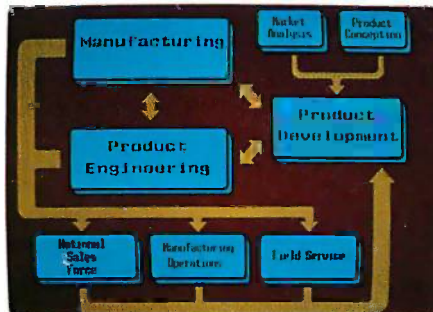 Manufacturing
Market
Analysis
Product
Conception
Product
Development
Product
Engineering
National
Sales
Force
Manufacturing
Operations
Field Service